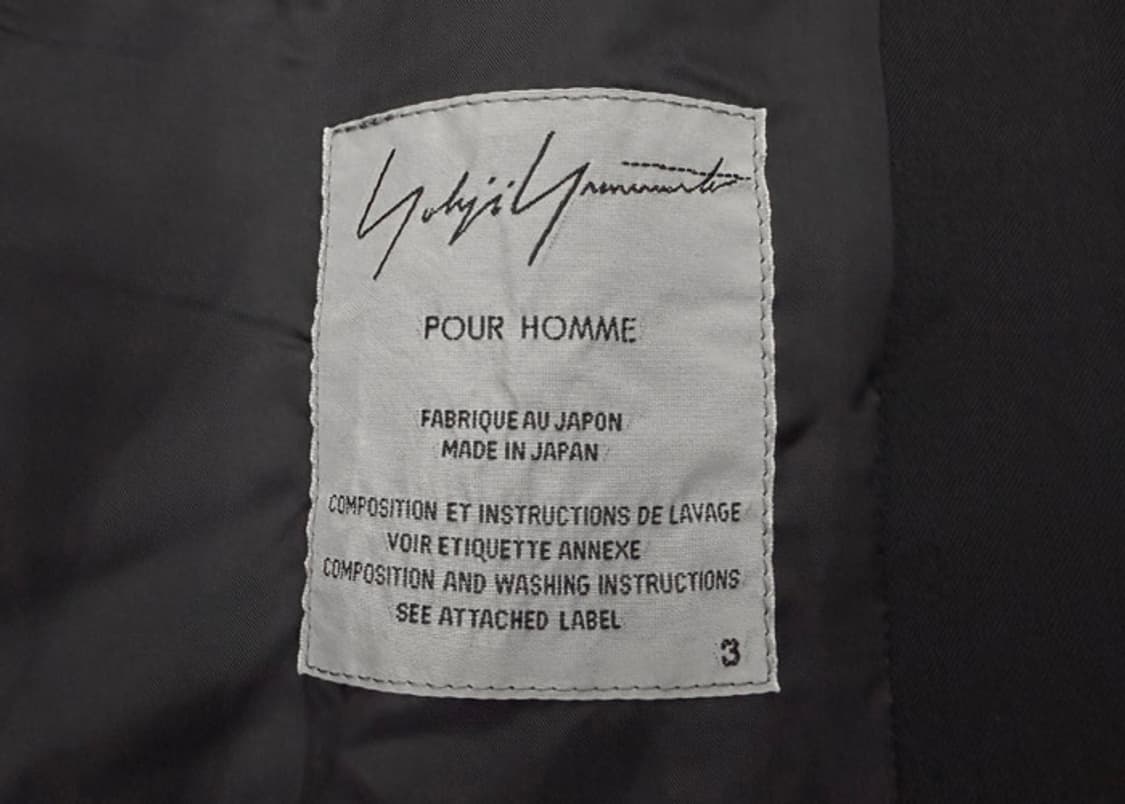 Yohji Yamamoto
POUR HOMME
FABRIQUE AU JAPON
MADE IN JAPAN
COMPOSITION ET INSTRUCTIONS DE LAVAGE
VOIR ETIQUETTE ANNEXE
COMPOSITION AND WASHING INSTRUCTIONS
SEE ATTACHED LABEL
3